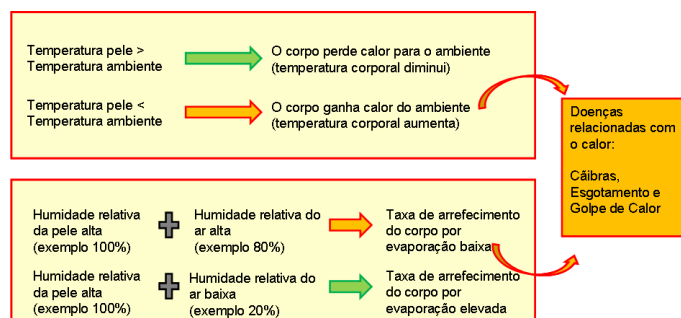 Temperatura pele >
Temperatura ambiente
O corpo perde calor para o ambiente
(temperatura corporal diminui)
Temperatura pele <
Temperatura ambiente
O corpo ganha calor do ambiente
(temperatura corporal aumenta)
Doenças
relacionadas com
o calor:
Cãibras,
Esgotamento e
Golpe de Calor
Humidade relativa
da pele alta
(exemplo 100%)
Humidade relativa do
ar alta
(exemplo 80%)
Taxa de arrefecimento
do corpo por
evaporação baixa
Humidade relativa
da pele alta
(exemplo 100%)
Humidade relativa do
ar baixa
(exemplo 20%)
Taxa de arrefecimento
do corpo por
evaporação elevada